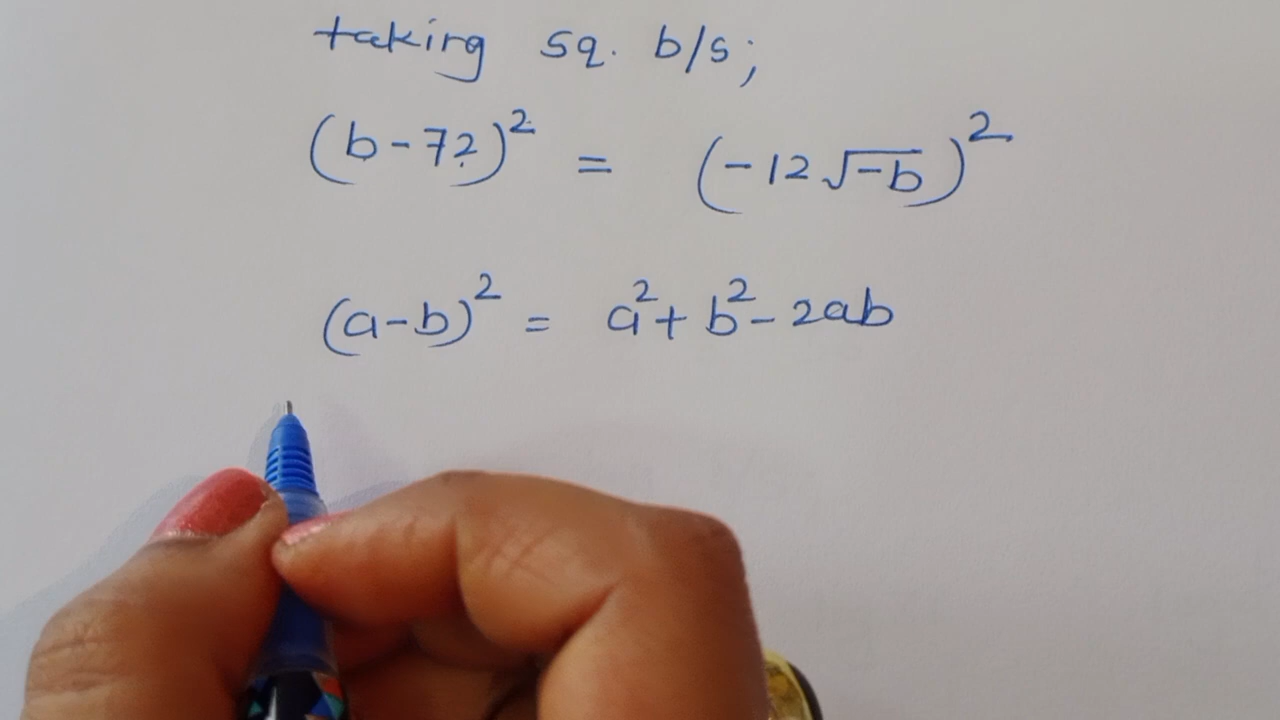 taking sq. b/s;
(b-72)² = (-12√-b)²
(a-b)² = a²+b²-2ab